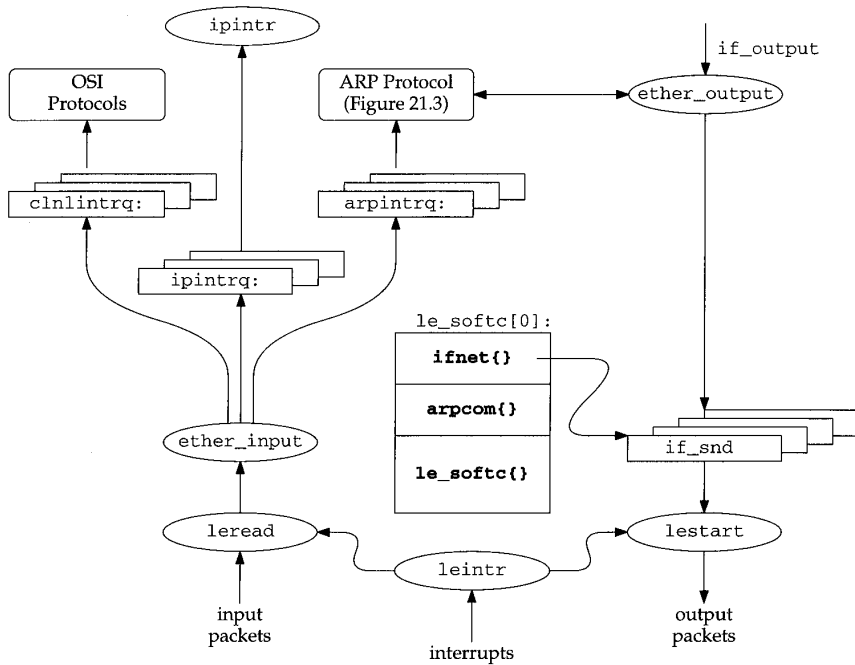 ipintr
if_output
OSI
Protocols
ARP Protocol
(Figure 21.3)
ether_output
clnlintrq:
arpintrq:
ipintrq:
le_softc[0]:
ifnet{}
arpcom{}
le_softc{}
ether_input
if_snd
leread
leintr
lestart
input
packets
interrupts
output
packets